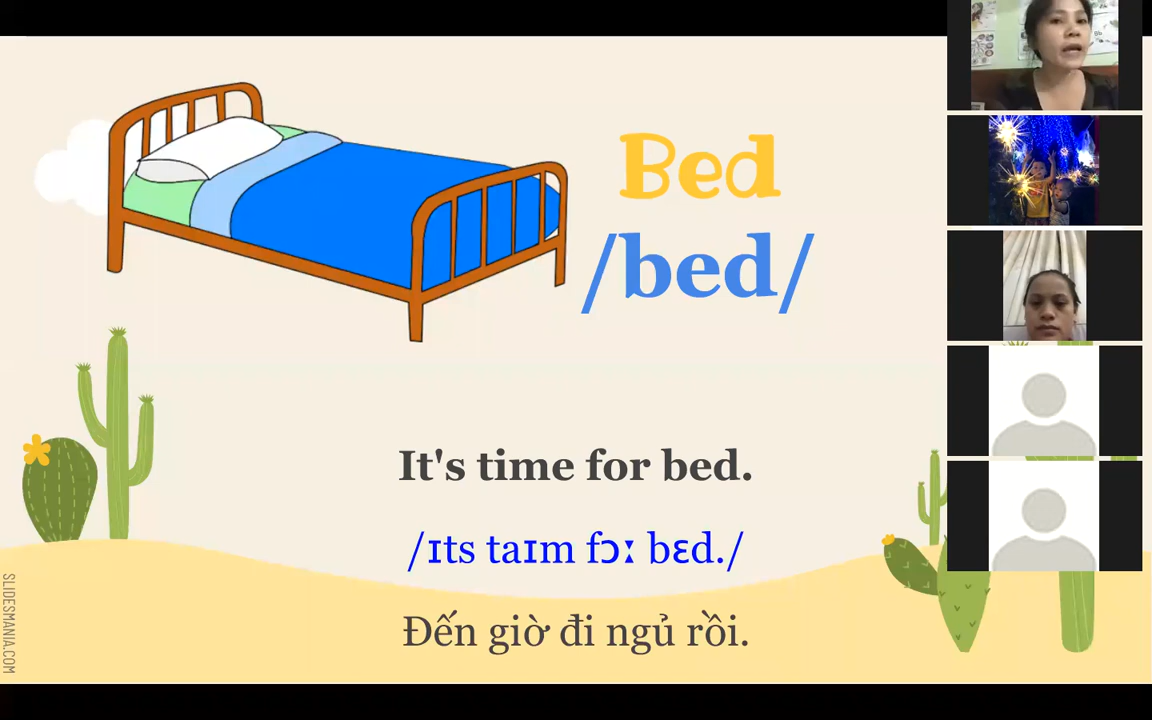 Bed
/bed/
It's time for bed.
/ɪts taɪm fɔː bɛd./
Đến giờ đi ngủ rồi.
SLIDESMANIA.COM